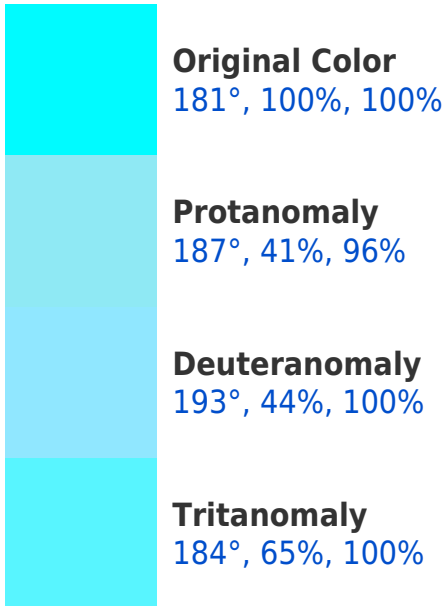 Original Color
181°, 100%, 100%
Protanomaly
187°, 41%, 96%
Deuteranomaly
193°, 44%, 100%
Tritanomaly
184°, 65%, 100%